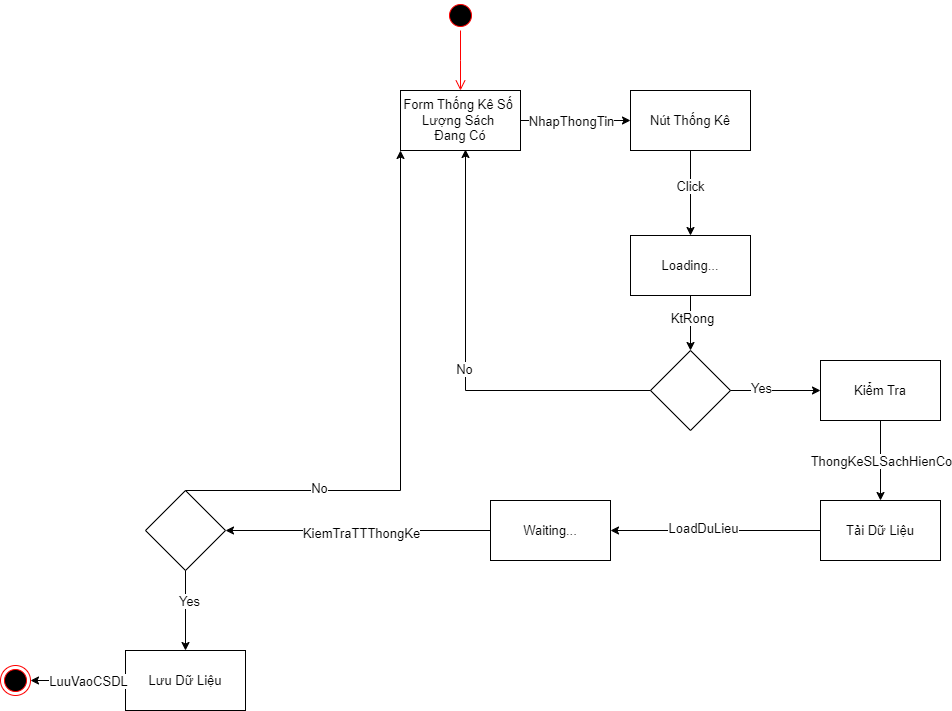 Form Thống Kê Số
Lượng Sách
Đang Có
NhapThongTin
Nút Thống Kê
Click
Loading...
KtRong
No
Yes
Kiểm Tra
ThongKeSLSachHienCo
No
KiemTraTTThongKe
Waiting...
LoadDuLieu
Tải Dữ Liệu
Yes
LuuVaoCSDL
Lưu Dữ Liệu